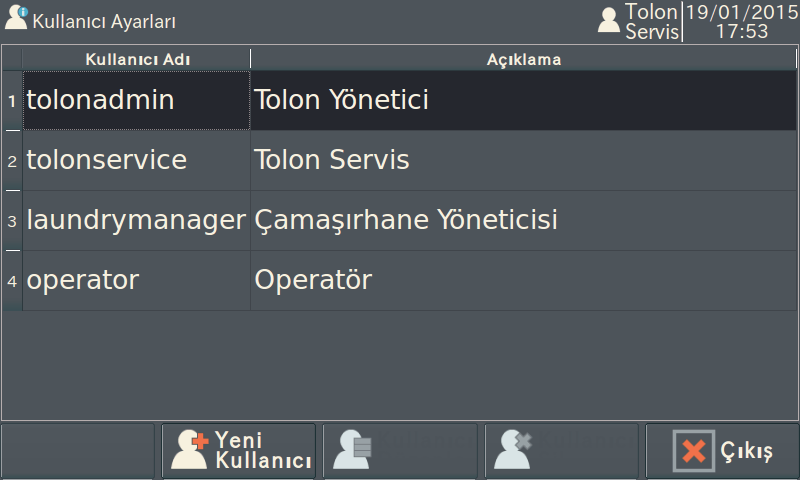 Kullanıcı Ayarları
Tolon
Servis
19/01/2015
17:53
Kullanıcı Adı Açıklama
1 tolonadmin Tolon Yönetici
2 tolonservice Tolon Servis
3 laundrymanager Çamaşırhane Yöneticisi
4 operator Operatör
Yeni
Kullanıcı
Çıkış